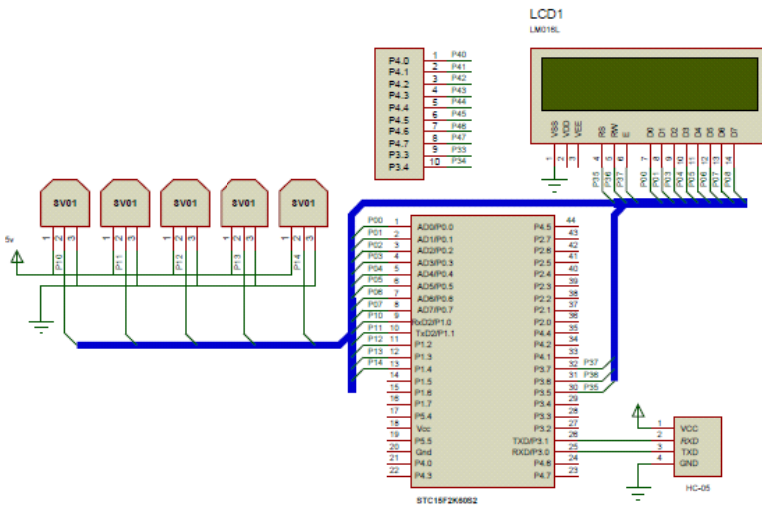 LCD1
LM016L
P4.0 1 P40
P4.1 2 P41
P4.2 3 P42
P4.3 4 P43
P4.4 5 P44
P4.5 6 P45
P4.6 7 P46
P4.7 8 P47
P3.3 9 P33
P3.4 10 P34
VSS VDD VEE RS RW E D0 D1 D2 D3 D4 D5 D6 D7
1 2 3 4 5 6 7 8 9 10 11 12 13 14
P35 P36 P37 P00 P01 P03 P04 P05 P06 P07 P08
SV01 SV01 SV01 SV01 SV01
1 2 3 1 2 3 1 2 3 1 2 3 1 2 3
5v
P10 P11 P12 P13 P14
P00 1 AD0/P0.0 P4.5 44
P01 2 AD1/P0.1 P2.7 43
P02 3 AD2/P0.2 P2.6 42
P03 4 AD3/P0.3 P2.5 41
P04 5 AD4/P0.4 P2.4 40
P05 6 AD5/P0.5 P2.3 39
P06 7 AD6/P0.6 P2.2 38
P07 8 AD7/P0.7 P2.1 37
P10 9 RxD2/P1.0 P2.0 36
P11 10 TxD2/P1.1 P4.4 35
P12 11 P1.2 P4.2 34
P13 12 P1.3 P4.1 33
P14 13 P1.4 P3.7 32 P37
14 P1.5 P3.6 31 P36
15 P1.6 P3.5 30 P35
16 P1.7 P3.4 29
17 P5.4 P3.3 28
18 Vcc P3.2 27
19 P5.5 TXD/P3.1 26
20 Gnd RXD/P3.0 25
21 P4.0 P4.6 24
22 P4.3 P4.7 23
STC15F2K60S2
1 VCC
2 RXD
3 TXD
4 GND
HC-05